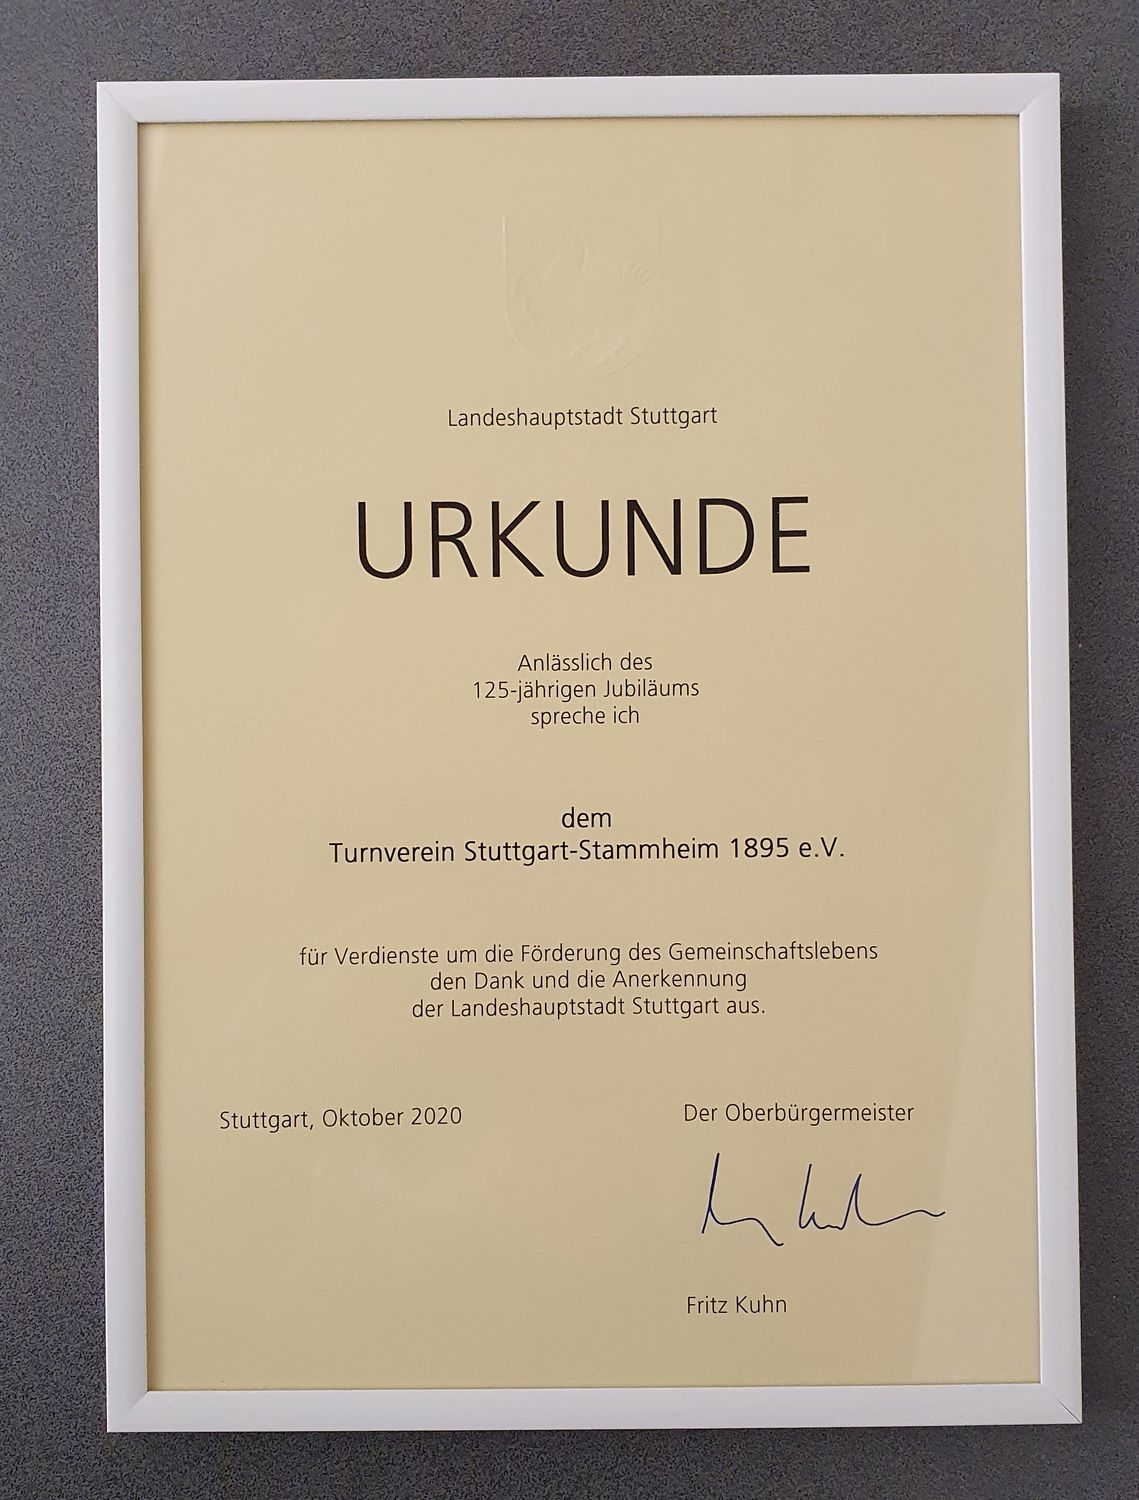 Landeshauptstadt Stuttgart
URKUNDE
Anlässlich des
125-jährigen Jubiläums
spreche ich
dem
Turnverein Stuttgart-Stammheim 1895 e.V.
für Verdienste um die Förderung des Gemeinschaftslebens
den Dank und die Anerkennung
der Landeshauptstadt Stuttgart aus.
Stuttgart, Oktober 2020
Der Oberbürgermeister
Fritz Kuhn